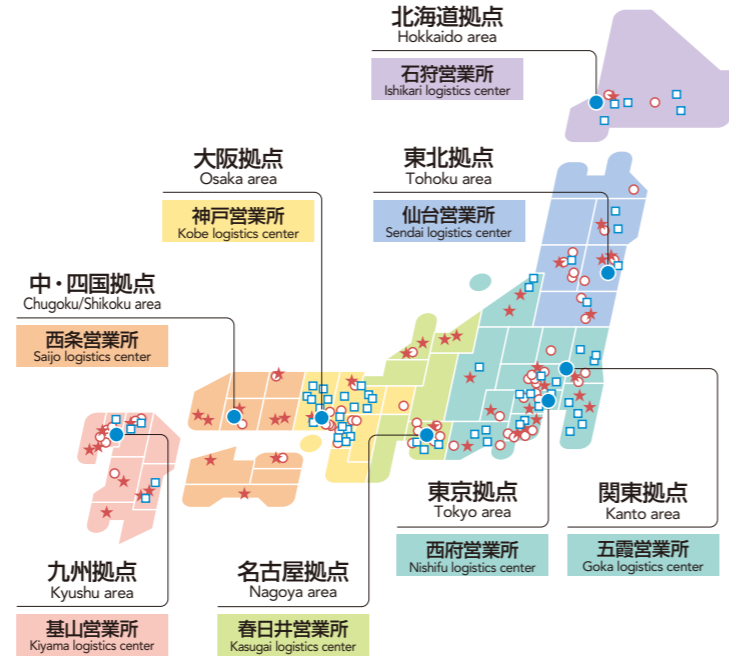 北海道拠点
Hokkaido area
石狩営業所
Ishikari logistics center
大阪拠点
Osaka area
神戸営業所
Kobe logistics center
東北拠点
Tohoku area
仙台営業所
Sendai logistics center
中・四国拠点
Chugoku/Shikoku area
西条営業所
Saijo logistics center
東京拠点
Tokyo area
西府営業所
Nishifu logistics center
関東拠点
Kanto area
五霞営業所
Goka logistics center
九州拠点
Kyushu area
基山営業所
Kiyama logistics center
名古屋拠点
Nagoya area
春日井営業所
Kasugai logistics center